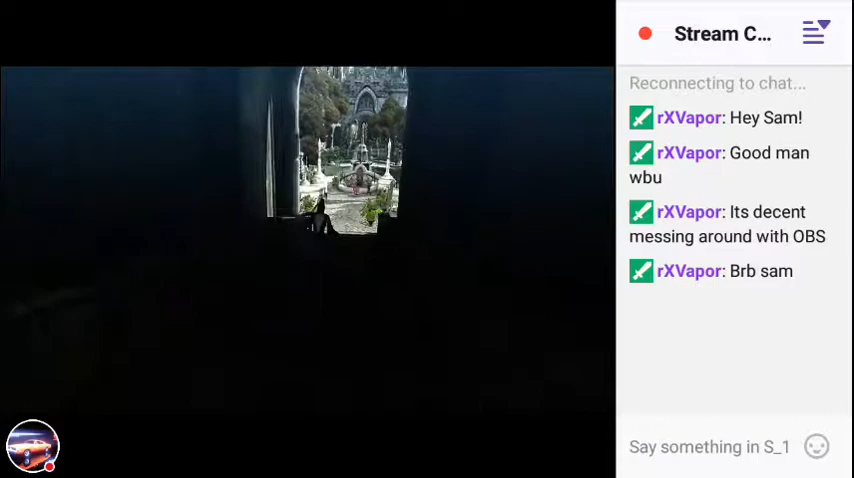 Stream C...
Reconnecting to chat...
rXVapor: Hey Sam!
rXVapor: Good man
wbu
rXVapor: Its decent
messing around with OBS
rXVapor: Brb sam
Say something in S_1